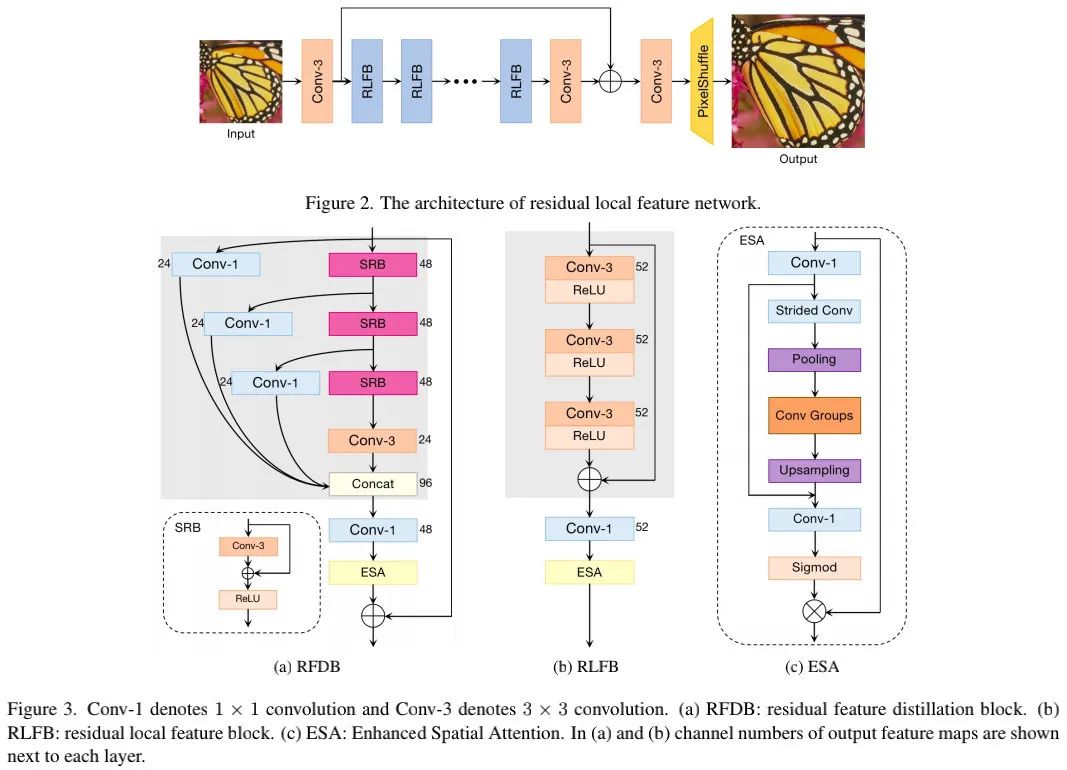 Conv-3
RLFB
RLFB
RLFB
Conv-3
Conv-3
PixelShuffle
Input
Output
Figure 2. The architecture of residual local feature network.
24
Conv-1
SRB
48
24
Conv-1
SRB
48
24
Conv-1
SRB
48
Conv-3
24
Concat
96
Conv-1
48
ESA
SRB
Conv-3
ReLU
(a) RFDB
Conv-3
52
ReLU
Conv-3
52
ReLU
Conv-3
52
ReLU
Conv-1
52
ESA
(b) RLFB
ESA
Conv-1
Strided Conv
Pooling
Conv Groups
Upsampling
Conv-1
Sigmod
(c) ESA
Figure 3. Conv-1 denotes 1 × 1 convolution and Conv-3 denotes 3 × 3 convolution. (a) RFDB: residual feature distillation block. (b)
RLFB: residual local feature block. (c) ESA: Enhanced Spatial Attention. In (a) and (b) channel numbers of output feature maps are shown
next to each layer.